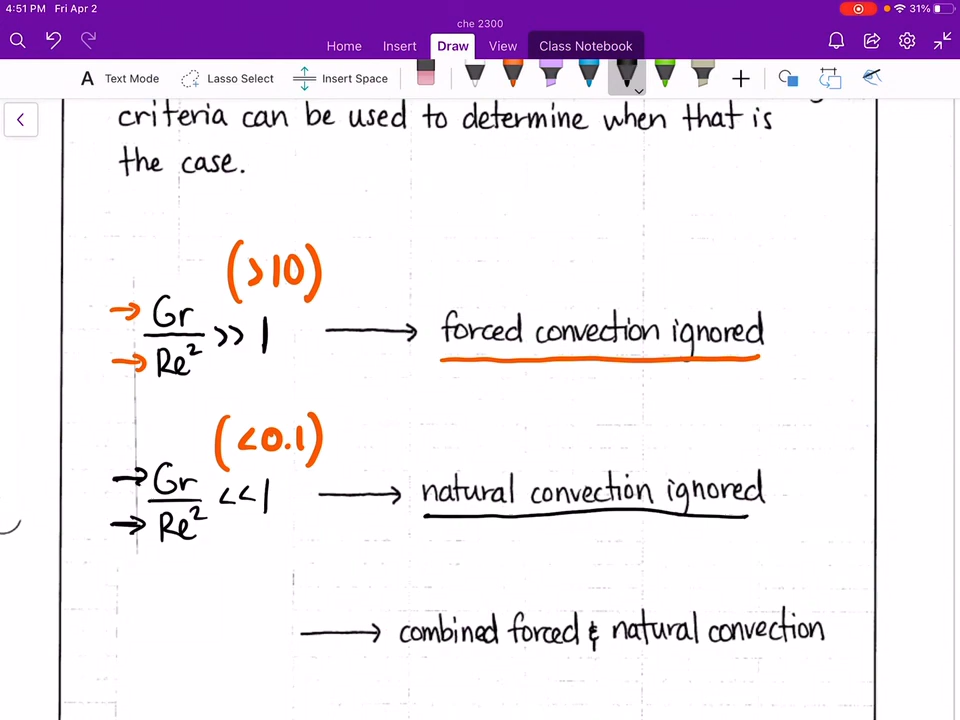 4:51 PM Fri Apr 2
31%
che 2300
Home Insert Draw View Class Notebook
Text Mode Lasso Select Insert Space
criteria can be used to determine when that is
the case.
(>10)
→ Gr
→ Re² >> 1 → forced convection ignored
(<0.1)
→ Gr
→ Re² << 1 → natural convection ignored
→ combined forced & natural convection